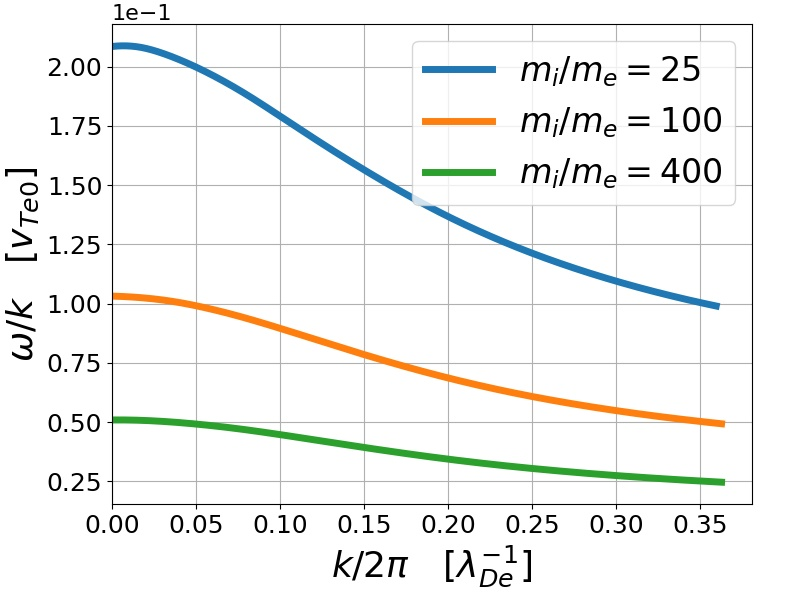 1e−1
2.00
1.75
1.50
1.25
1.00
0.75
0.50
0.25
ω/k [v_{Te0}]
m_i/m_e = 25
m_i/m_e = 100
m_i/m_e = 400
0.00 0.05 0.10 0.15 0.20 0.25 0.30 0.35
k/2π [λ_{De}^{−1}]